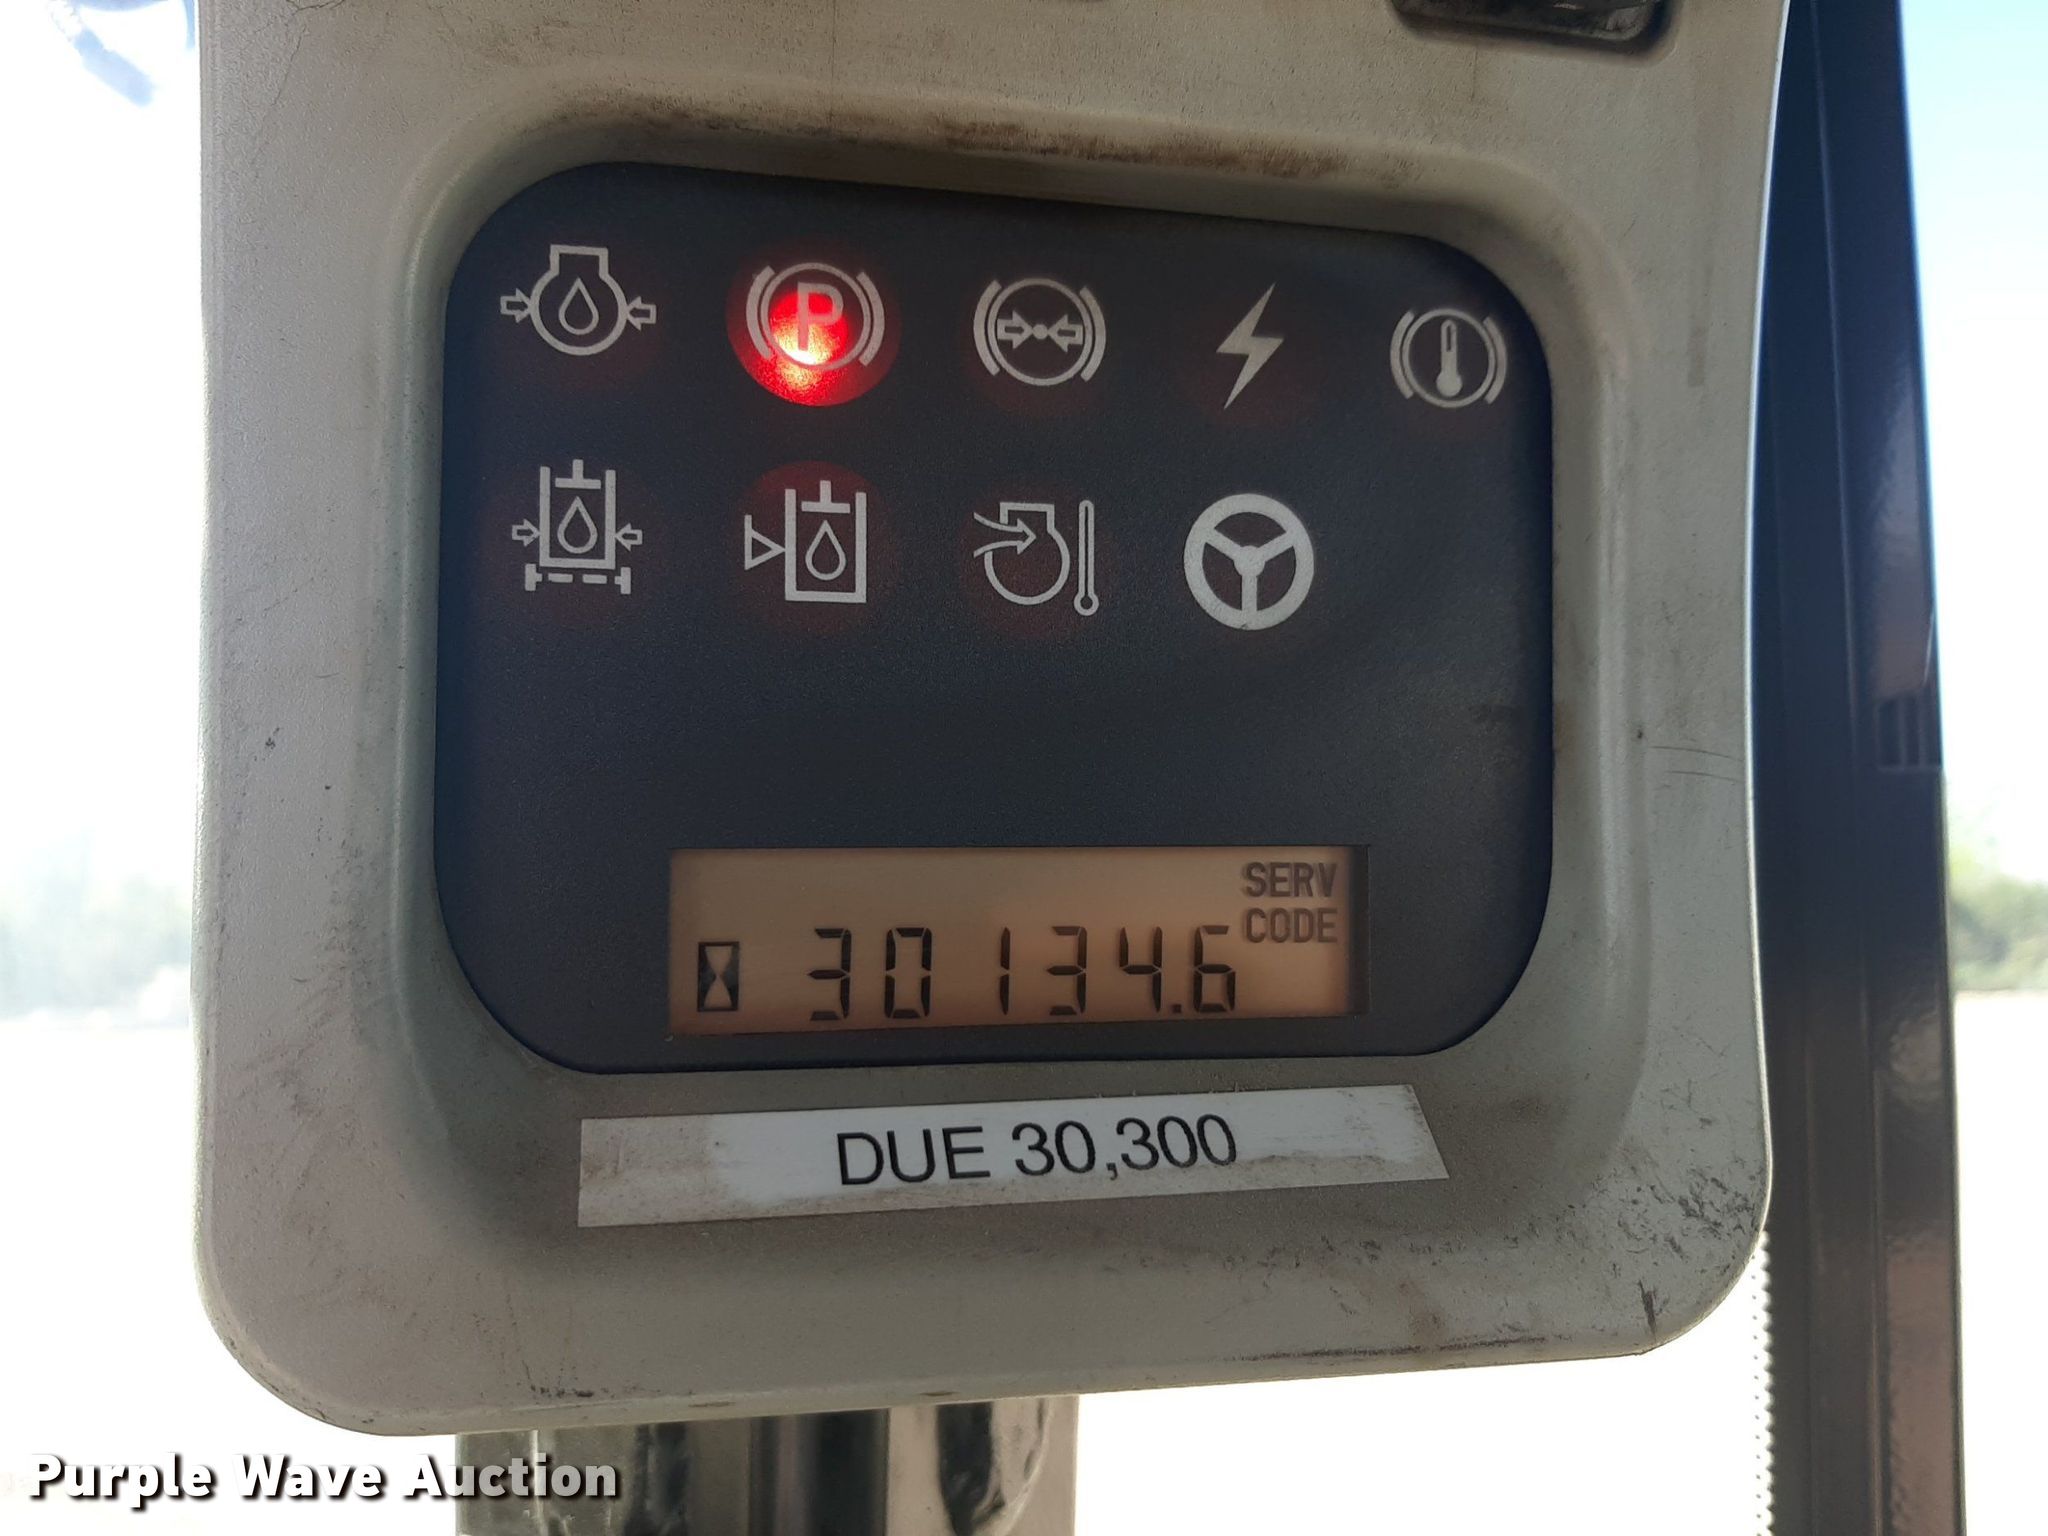 P
SERV
CODE
30134.6
DUE 30,300
Purple Wave Auction